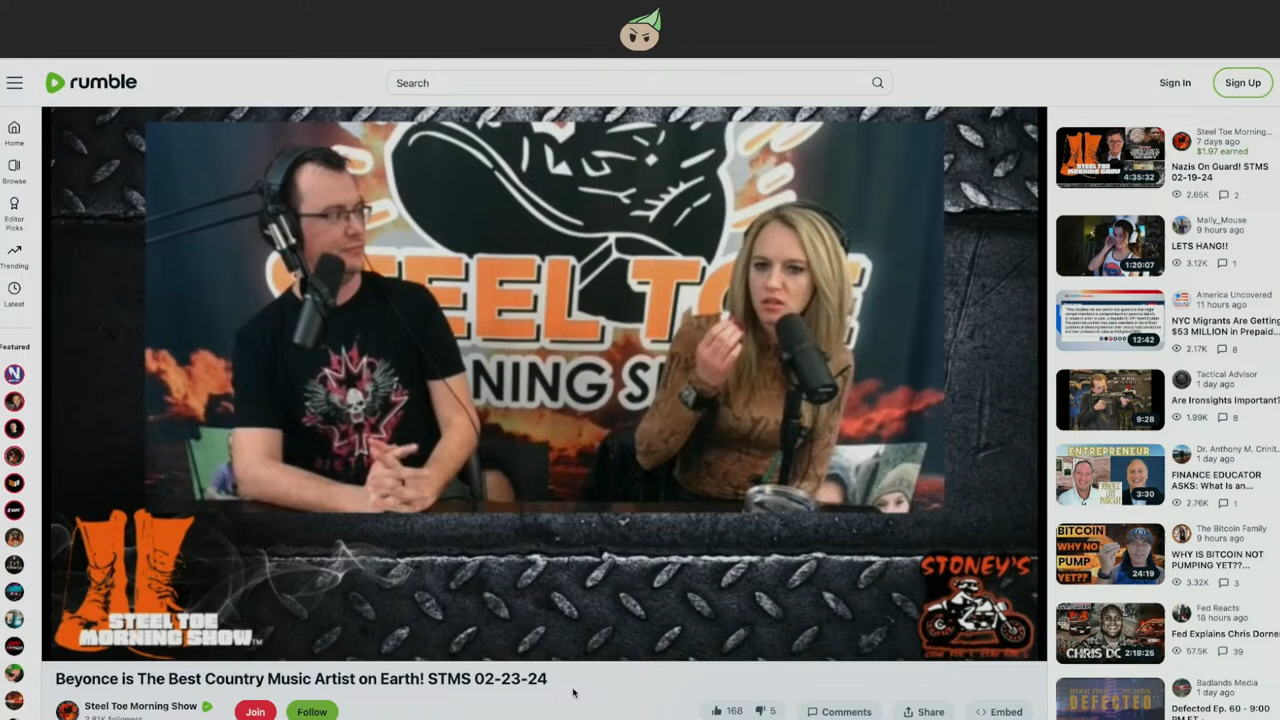 rumble
Search
Sign In
Sign Up
Home
Browse
Editor
Picks
Trending
Latest
Featured
STEEL TOE
MORNING SHOW™
STONEY'S
Beyonce is The Best Country Music Artist on Earth! STMS 02-23-24
Steel Toe Morning Show
2.81K followers
Join
Follow
168
5
Comments
Share
Embed
4:35:32
Steel Toe Morning...
7 days ago
$1.97 earned
Nazis On Guard! STMS
02-19-24
2.65K
2
1:20:07
Mally_Mouse
9 hours ago
LETS HANG!!
3.12K
1
12:42
America Uncovered
11 hours ago
NYC Migrants Are Getting
$53 MILLION in Prepaid...
2.17K
8
9:28
Tactical Advisor
1 day ago
Are Ironsights Important?
1.99K
8
ENTREPRENEUR
3:30
Dr. Anthony M. Crinit...
1 day ago
FINANCE EDUCATOR
ASKS: What Is an...
2.76K
1
BITCOIN
WHY NO
PUMP
YET??
24:19
The Bitcoin Family
9 hours ago
WHY IS BITCOIN NOT
PUMPING YET??...
3.32K
3
CHRIS DC
2:18:25
Fed Reacts
18 hours ago
Fed Explains Chris Dorne
57.5K
39
DEFECTED
Badlands Media
1 day ago
Defected Ep. 60 - 9:00